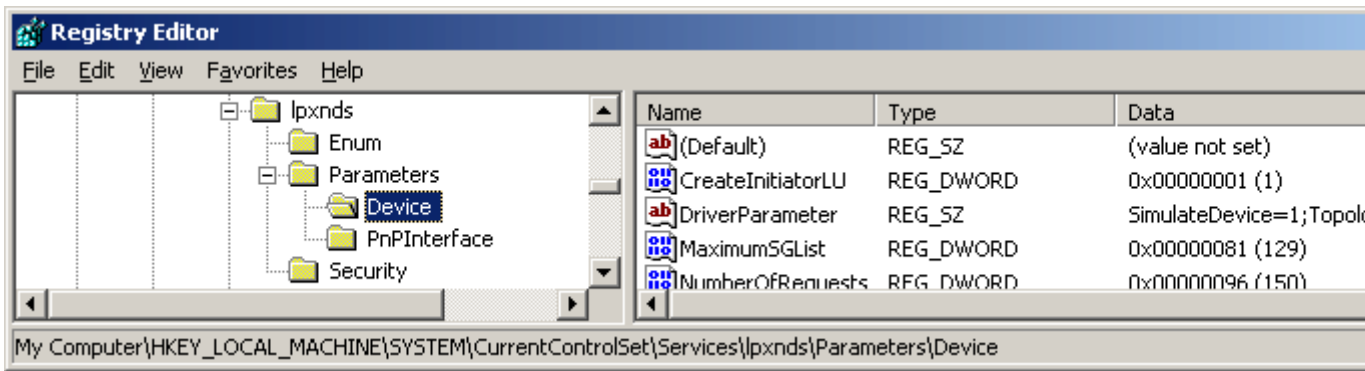 Registry Editor
File Edit View Favorites Help
lpxnds
Enum
Parameters
Device
PnPInterface
Security
Name Type Data
(Default) REG_SZ (value not set)
CreateInitiatorLU REG_DWORD 0x00000001 (1)
DriverParameter REG_SZ SimulateDevice=1;Topolo
MaximumSGList REG_DWORD 0x00000081 (129)
NumberOfRequests REG_DWORD 0x00000096 (150)
My Computer\HKEY_LOCAL_MACHINE\SYSTEM\CurrentControlSet\Services\lpxnds\Parameters\Device